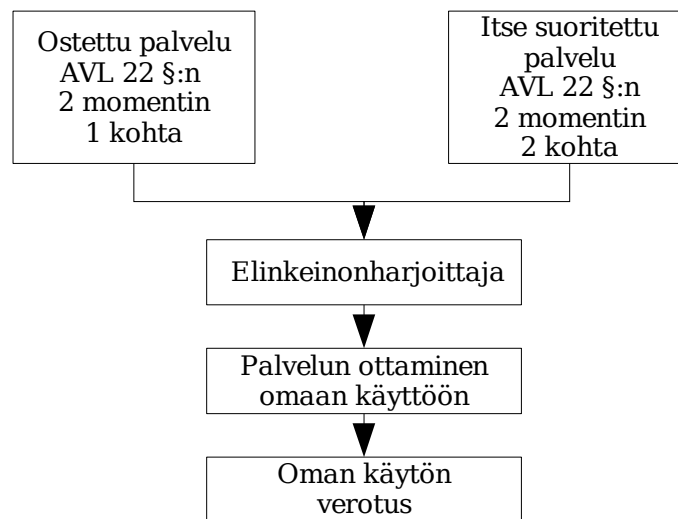 Ostettu palvelu
AVL 22 §:n
2 momentin
1 kohta
Itse suoritettu
palvelu
AVL 22 §:n
2 momentin
2 kohta
Elinkeinonharjoittaja
Palvelun ottaminen
omaan käyttöön
Oman käytön
verotus